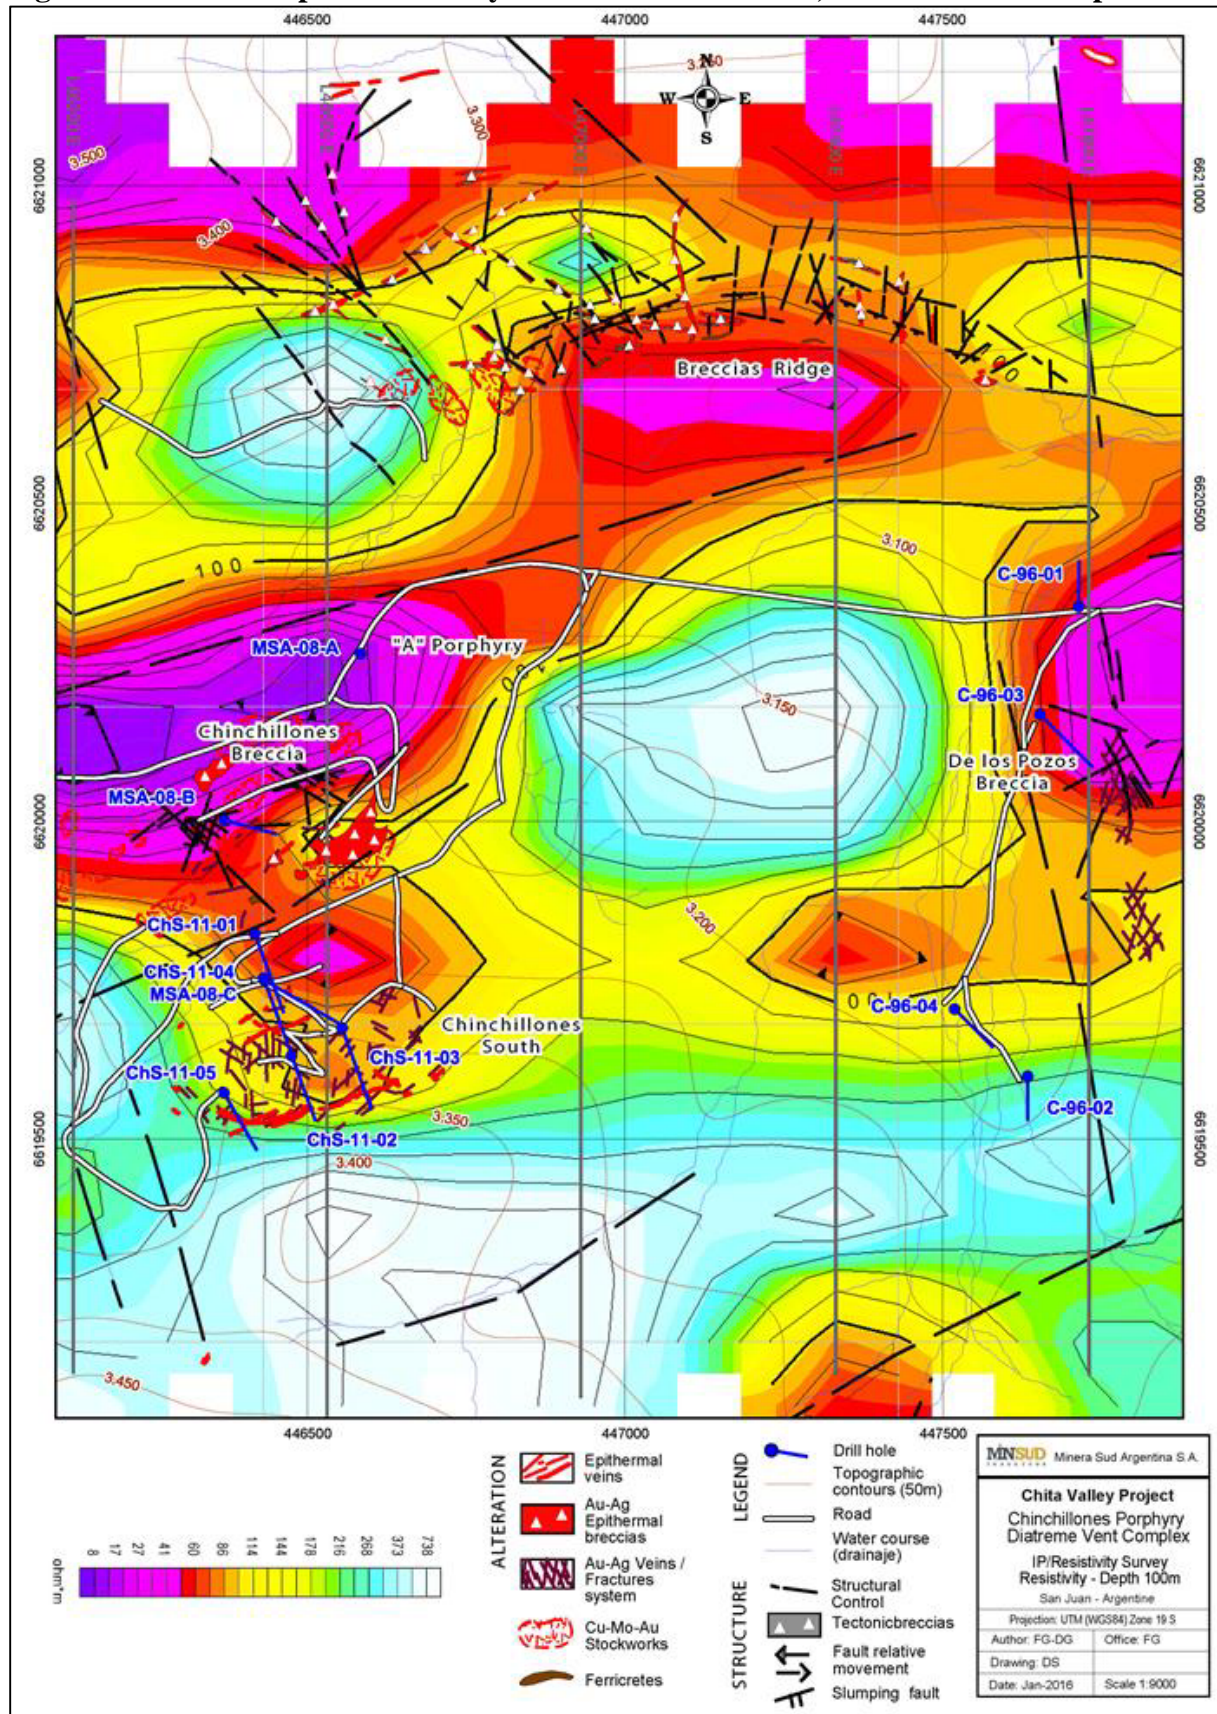 446500
447000
447500
3.250
N
W
E
S
3.300
3.500
6621000
6621000
3.400
Breccias Ridge
6620500
6620500
3.100
100
C-96-01
MSA-08-A
"A" Porphyry
C-96-03
3.150
Chinchillones
Breccia
De los Pozos
Breccia
MSA-08-B
6620000
6620000
3.200
ChS-11-01
ChS-11-04
MSA-08-C
C-96-04
Chinchillones
South
ChS-11-03
ChS-11-05
C-96-02
3.350
ChS-11-02
6619500
6619500
3.400
3.450
446500
447000
447500
ALTERATION
Epithermal
veins
Au-Ag
Epithermal
breccias
Au-Ag Veins /
Fractures
system
Cu-Mo-Au
Stockworks
Ferricretes
LEGEND
Drill hole
Topographic
contours (50m)
Road
Water course
(drainaje)
STRUCTURE
Structural
Control
Tectonicbreccias
Fault relative
movement
Slumping fault
ohm*m
8 17 27 41 60 86 114 144 178 216 268 373 738
MINSUD Minera Sud Argentina S.A.
Chita Valley Project
Chinchillones Porphyry
Diatreme Vent Complex
IP/Resistivity Survey
Resistivity - Depth 100m
San Juan - Argentine
Projection: UTM (WGS84) Zone 19 S
Author: FG-DG Office: FG
Drawing: DS
Date: Jan-2016 Scale 1:9000